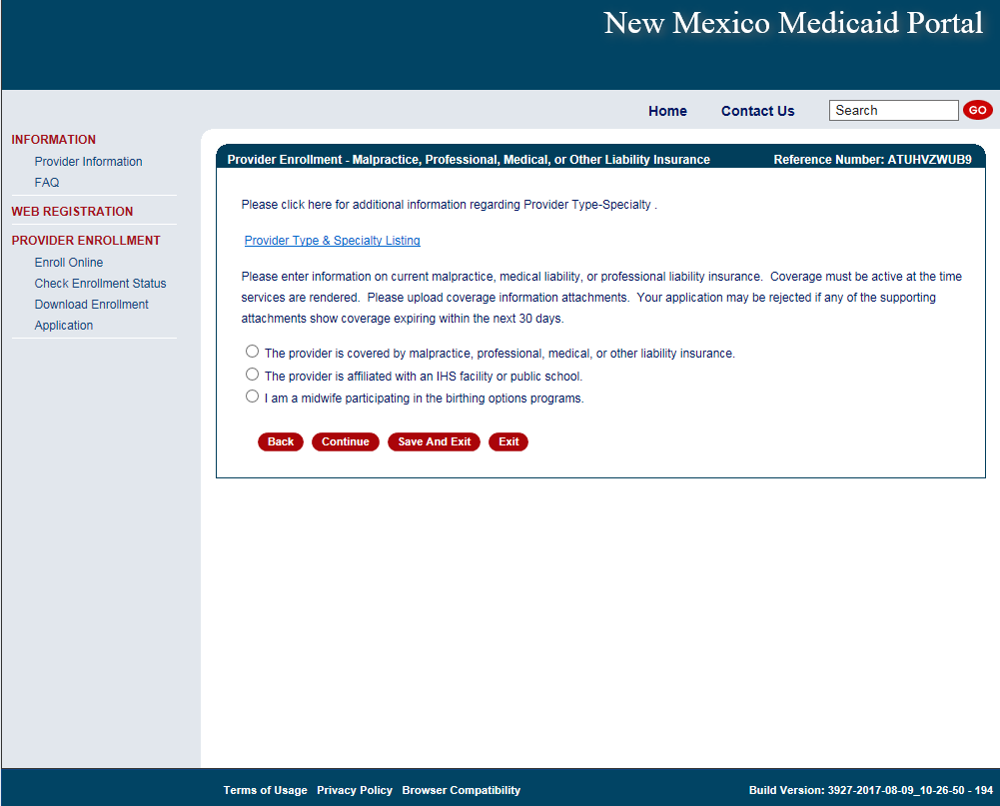 New Mexico Medicaid Portal
Home Contact Us Search GO
INFORMATION
Provider Information
FAQ
WEB REGISTRATION
PROVIDER ENROLLMENT
Enroll Online
Check Enrollment Status
Download Enrollment
Application
Provider Enrollment - Malpractice, Professional, Medical, or Other Liability Insurance Reference Number: ATUHVZWUB9
Please click here for additional information regarding Provider Type-Specialty .
Provider Type & Specialty Listing
Please enter information on current malpractice, medical liability, or professional liability insurance.  Coverage must be active at the time
services are rendered.  Please upload coverage information attachments.  Your application may be rejected if any of the supporting
attachments show coverage expiring within the next 30 days.
The provider is covered by malpractice, professional, medical, or other liability insurance.
The provider is affiliated with an IHS facility or public school.
I am a midwife participating in the birthing options programs.
Back Continue Save And Exit Exit
Terms of Usage Privacy Policy Browser Compatibility Build Version: 3927-2017-08-09_10-26-50 - 194